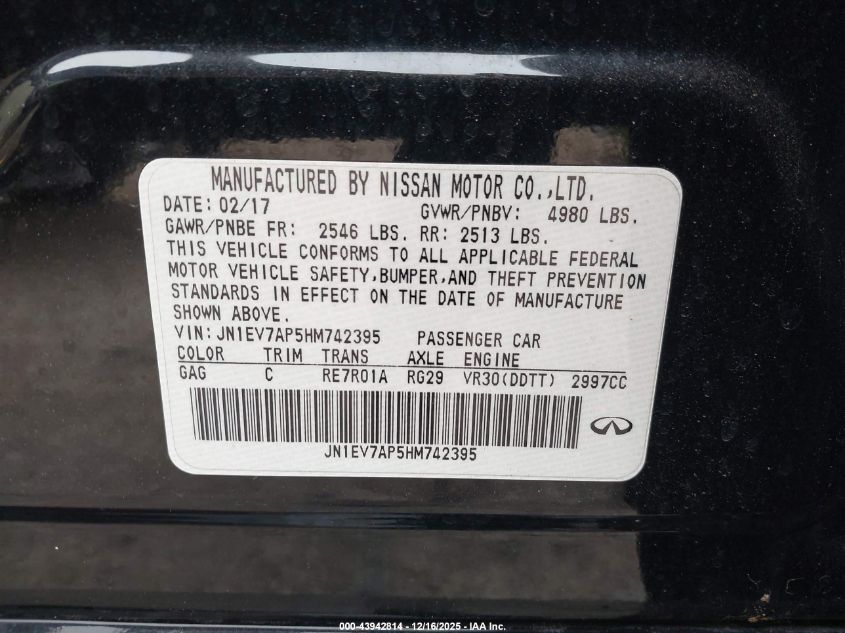 MANUFACTURED BY NISSAN MOTOR CO.,LTD.
DATE: 02/17 GVWR/PNBV: 4980 LBS.
GAWR/PNBE FR: 2546 LBS. RR: 2513 LBS.
THIS VEHICLE CONFORMS TO ALL APPLICABLE FEDERAL
MOTOR VEHICLE SAFETY,BUMPER,AND THEFT PREVENTION
STANDARDS IN EFFECT ON THE DATE OF MANUFACTURE
SHOWN ABOVE.
VIN: JN1EV7AP5HM742395 PASSENGER CAR
COLOR TRIM TRANS AXLE ENGINE
GAG C RE7R01A RG29 VR30(DDTT) 2997CC
JN1EV7AP5HM742395
000-43942814 - 12/16/2025 - IAA Inc.